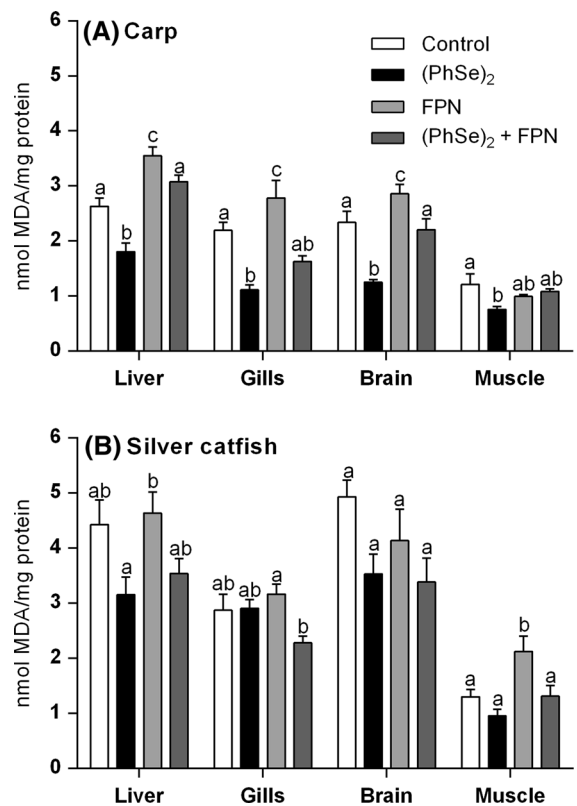 (A) Carp
Control
(PhSe)2
FPN
(PhSe)2 + FPN
nmol MDA/mg protein
6
5
4
3
2
1
0
a b c a
a b c ab
a b c a
a b ab ab
Liver Gills Brain Muscle
(B) Silver catfish
nmol MDA/mg protein
6
5
4
3
2
1
0
ab a b ab
ab ab a b
a a a a
a a b a
Liver Gills Brain Muscle